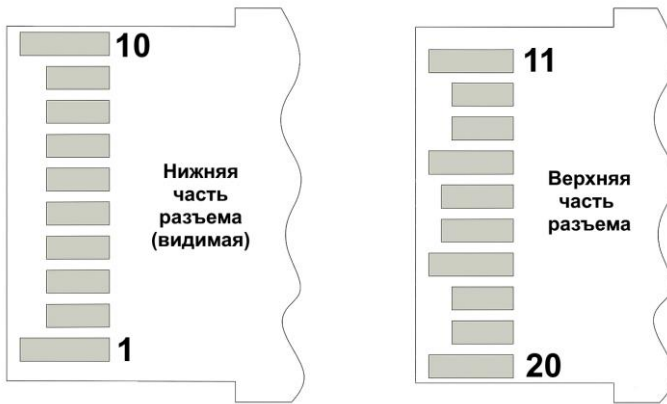 10
Нижняя
часть
разъема
(видимая)
1
11
Верхняя
часть
разъема
20